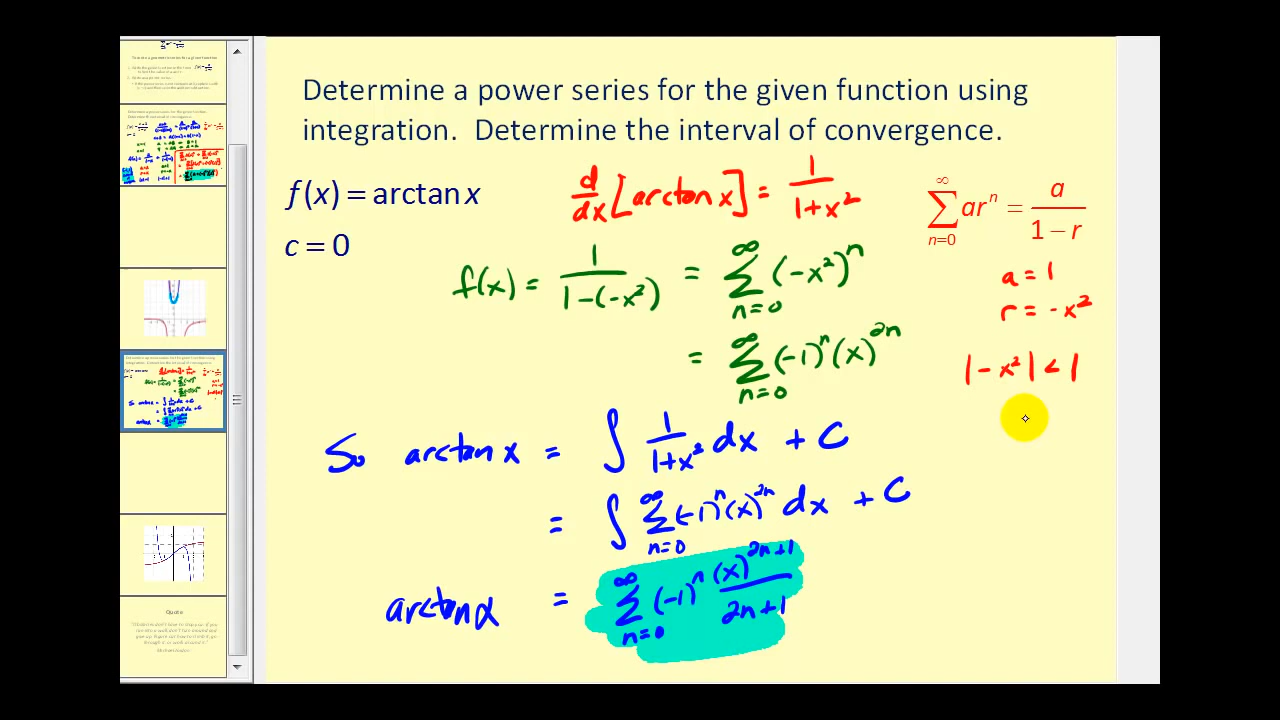 Determine a power series for the given function using
integration. Determine the interval of convergence.
f(x) = arctan x
c = 0
d/dx [arctan x] = 1/(1+x²)
∞
∑ arⁿ = a/(1 − r)
n=0
f(x) = 1/(1-(-x²)) = ∞∑n=0 (-x²)ⁿ
a = 1
r = -x²
= ∞∑n=0 (-1)ⁿ(x)²ⁿ
|-x²| < 1
So arctan x = ∫ 1/(1+x²) dx + C
= ∫ ∞∑n=0 (-1)ⁿ(x)²ⁿ dx + C
arctan x = ∞∑n=0 (-1)ⁿ (x)²ⁿ⁺¹/(2n+1)
Quote: